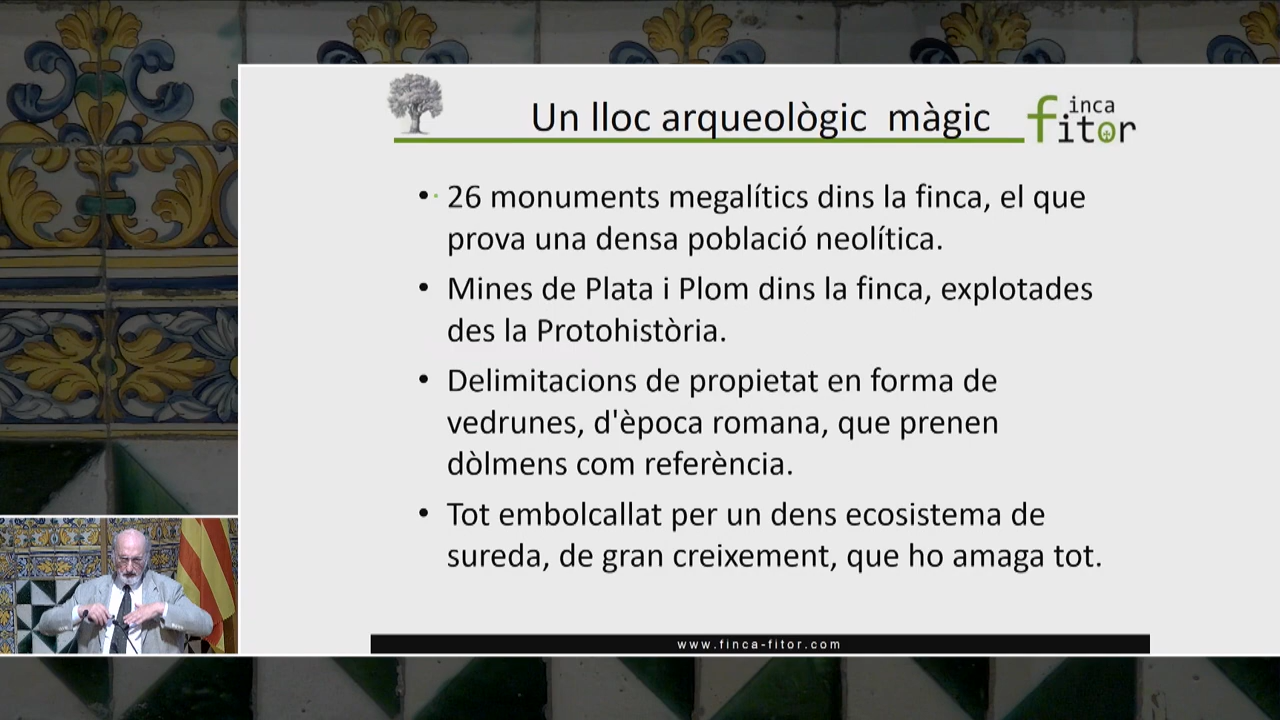 Un lloc arqueològic màgic
finca
fitor
• 26 monuments megalítics dins la finca, el que
prova una densa població neolítica.
• Mines de Plata i Plom dins la finca, explotades
des la Protohistòria.
• Delimitacions de propietat en forma de
vedrunes, d'època romana, que prenen
dòlmens com referència.
• Tot embolcallat per un dens ecosistema de
sureda, de gran creixement, que ho amaga tot.
www.finca-fitor.com